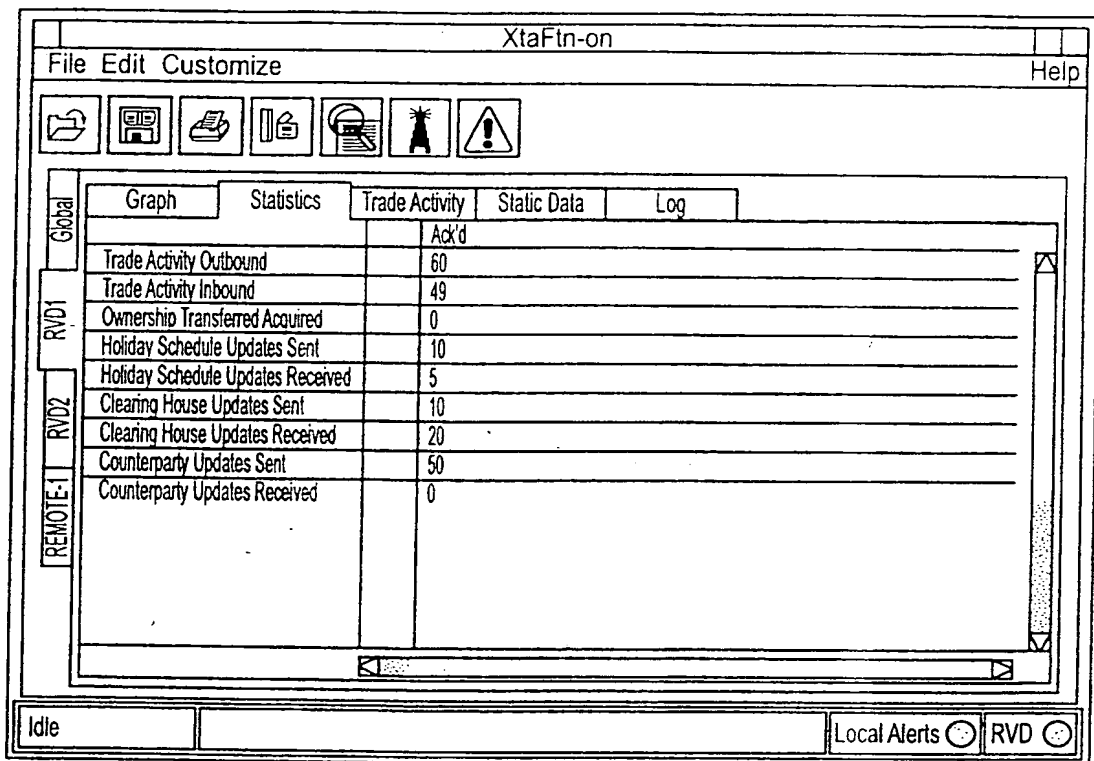 XtaFtn-on
File Edit Customize Help
Graph Statistics Trade Activity Static Data Log
Global
RVD1
RVD2
REMOTE-1
Ack'd
Trade Activity Outbound 60
Trade Activity Inbound 49
Ownership Transferred Acquired 0
Holiday Schedule Updates Sent 10
Holiday Schedule Updates Received 5
Clearing House Updates Sent 10
Clearing House Updates Received 20
Counterparty Updates Sent 50
Counterparty Updates Received 0
Idle Local Alerts RVD